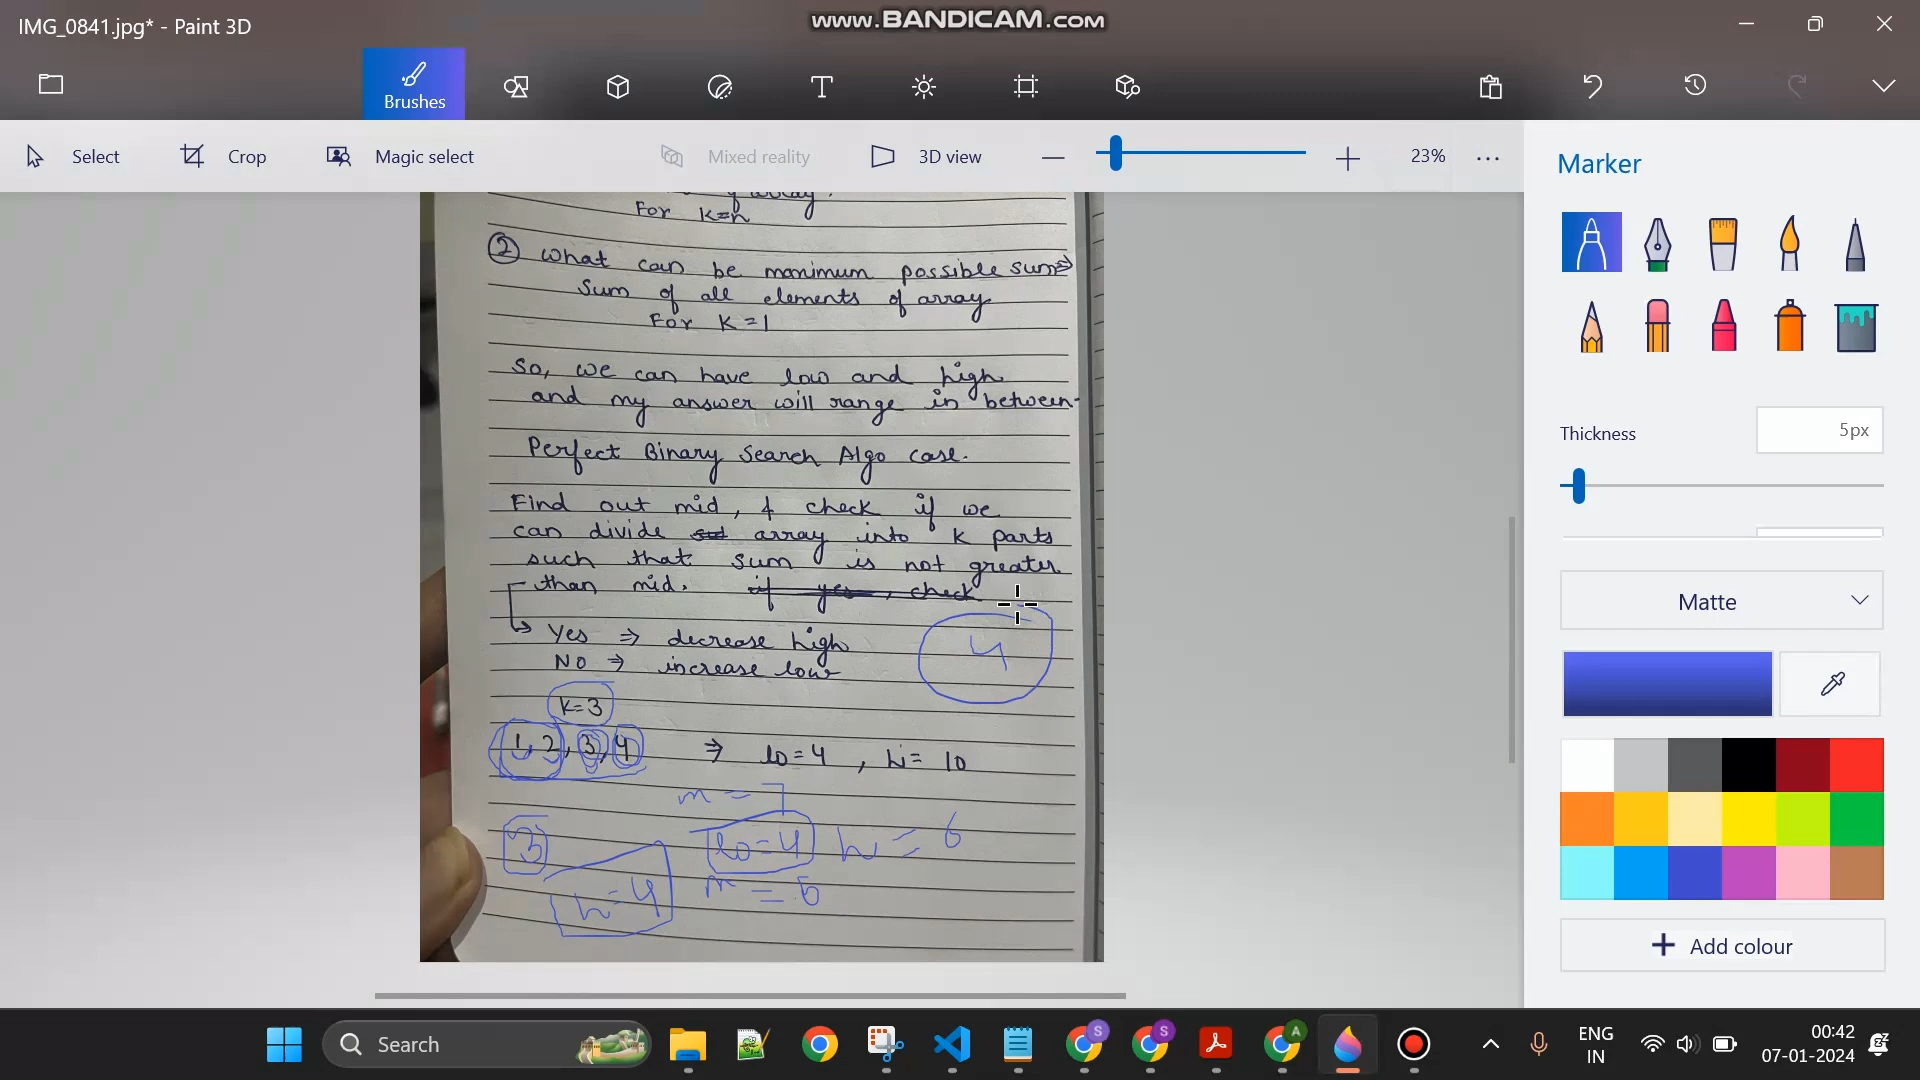 IMG_0841.jpg* - Paint 3D
www.BANDICAM.com
Brushes
Select
Crop
Magic select
Mixed reality
3D view
23%
Marker
Thickness
5px
Matte
Add colour
array.
For K=n
② What can be maximum possible sum ⇒
Sum of all elements of array
For K=1
So, we can have low and high
and my answer will range in between.
Perfect Binary Search Algo case.
Find out mid, & check if we
can divide array into K parts
such that sum is not greater
than mid. if yes, check
↳ Yes ⇒ decrease high
No ⇒ increase low
4
K=3
1, 2, 3, 4 ⇒ lo=4, hi= 10
m = 7
3
lo=4 h = 6
h=4
m = 5
Search
S
S
A
ENG
IN
00:42
07-01-2024